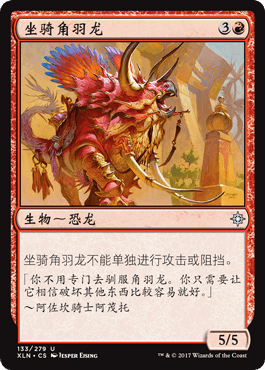 坐骑角羽龙 3
生物～恐龙
坐骑角羽龙不能单独进行攻击或阻挡。
「你不用专门去驯服角羽龙。你只需要让
它相信破坏其他东西比较容易就好。」
～阿佐坎骑士阿茂托
5/5
133/279 U
XLN • CS JESPER EJSING
™ & © 2017 Wizards of the Coast